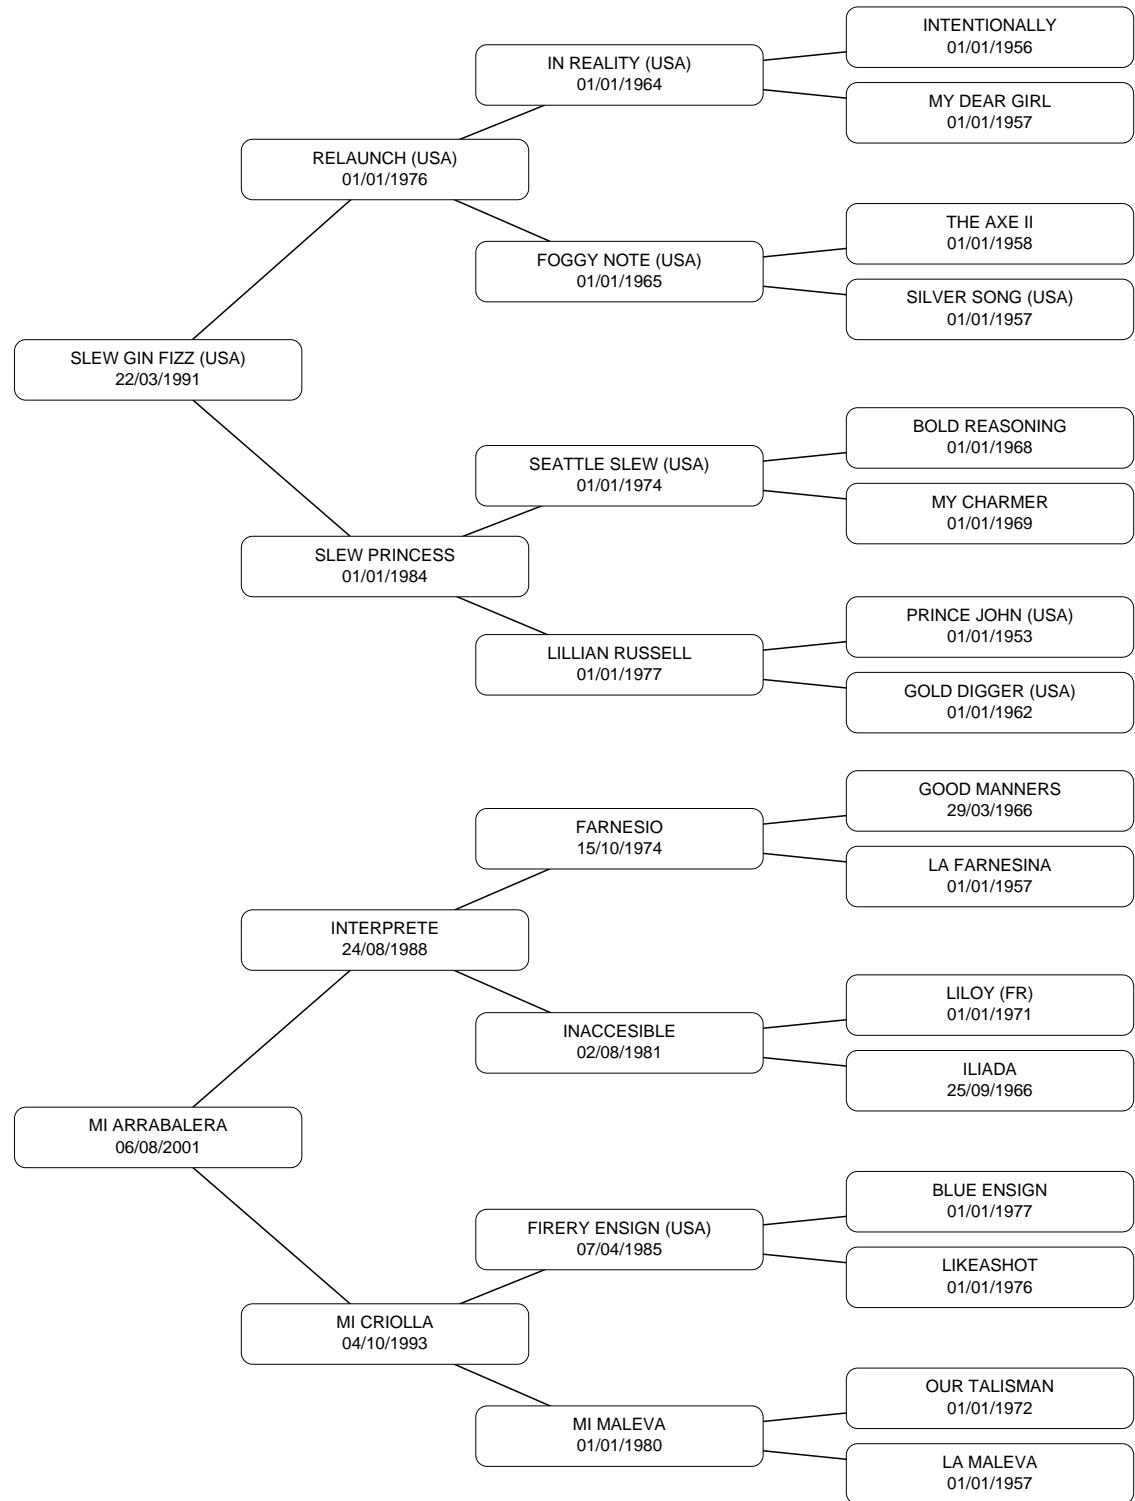 INTENTIONALLY
01/01/1956
IN REALITY (USA)
01/01/1964
MY DEAR GIRL
01/01/1957
RELAUNCH (USA)
01/01/1976
THE AXE II
01/01/1958
FOGGY NOTE (USA)
01/01/1965
SILVER SONG (USA)
01/01/1957
SLEW GIN FIZZ (USA)
22/03/1991
BOLD REASONING
01/01/1968
SEATTLE SLEW (USA)
01/01/1974
MY CHARMER
01/01/1969
SLEW PRINCESS
01/01/1984
PRINCE JOHN (USA)
01/01/1953
LILLIAN RUSSELL
01/01/1977
GOLD DIGGER (USA)
01/01/1962
GOOD MANNERS
29/03/1966
FARNESIO
15/10/1974
LA FARNESINA
01/01/1957
INTERPRETE
24/08/1988
LILOY (FR)
01/01/1971
INACCESIBLE
02/08/1981
ILIADA
25/09/1966
MI ARRABALERA
06/08/2001
BLUE ENSIGN
01/01/1977
FIRERY ENSIGN (USA)
07/04/1985
LIKEASHOT
01/01/1976
MI CRIOLLA
04/10/1993
OUR TALISMAN
01/01/1972
MI MALEVA
01/01/1980
LA MALEVA
01/01/1957